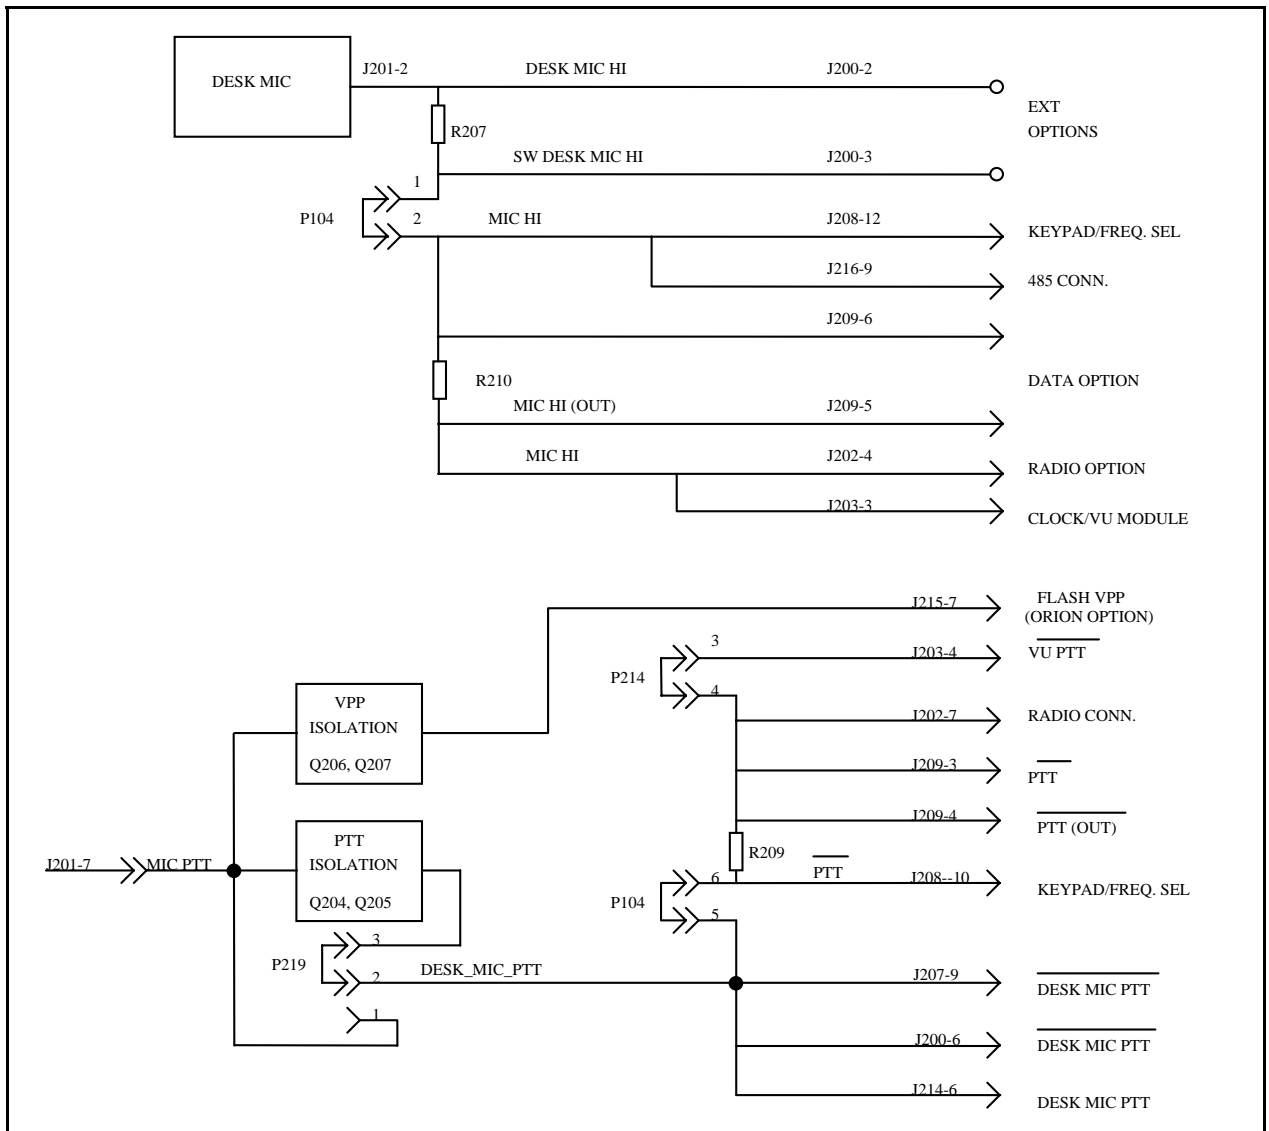 J201-2 DESK MIC HI J200-2
DESK MIC
EXT
OPTIONS
R207
SW DESK MIC HI J200-3
1
P104 2 MIC HI J208-12
KEYPAD/FREQ. SEL
J216-9
485 CONN.
J209-6
R210 DATA OPTION
MIC HI (OUT) J209-5
MIC HI J202-4
RADIO OPTION
J203-3
CLOCK/VU MODULE
J215-7 FLASH VPP
(ORION OPTION)
3 J203-4 VU PTT
P214
4
VPP
ISOLATION
Q206, Q207
J202-7 RADIO CONN.
J209-3
PTT
J209-4
PTT (OUT)
PTT
ISOLATION
Q204, Q205
R209
J201-7 MIC PTT
PTT
6 J208--10
KEYPAD/FREQ. SEL
P104
5
3
P219
2 DESK_MIC_PTT J207-9
DESK MIC PTT
1
J200-6
DESK MIC PTT
J214-6
DESK MIC PTT